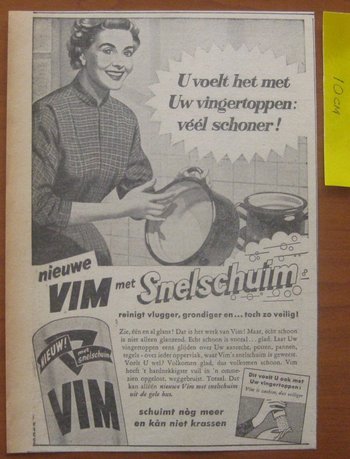 10 cm
U voelt het met
Uw vingertoppen:
véél schoner!
nieuwe
VIM met Snelschuim
reinigt vlugger, grondiger en... toch zo veilig!
NIEUW!
met
snelschuim
VIM
Zie, één en al glans! Dat is het werk van Vim! Maar, écht schoon
is niet alleen glanzend. Echt schoon is vooral... glad. Laat Uw
vingertoppen eens glijden over Uw aanrecht, potten, pannen,
tegels - over ieder oppervlak, waar Vim's snelschuim is geweest.
Voelt U wel? Volkomen glad, dus volkomen schoon. Vim
heeft 't hardnekkigste vuil in 'n ommezien
opgelost, weggebruist. Totaal. Dat
kan alléén nieuwe Vim met snelschuim
uit de gele bus.
schuimt nòg meer
en kàn niet krassen
Dit voelt U ook met
Uw vingertoppen:
Vim is zachter, dus veiliger